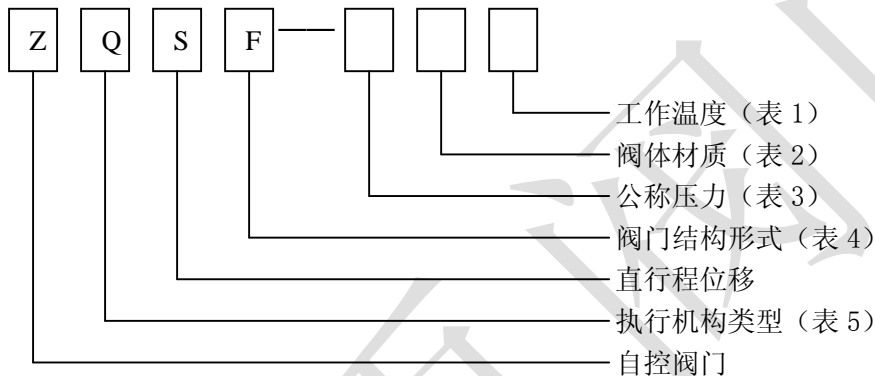 Z Q S F
工作温度（表 1）
阀体材质（表 2）
公称压力（表 3）
阀门结构形式（表 4）
直行程位移
执行机构类型（表 5）
自控阀门